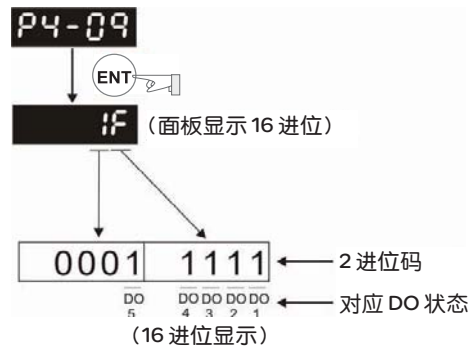 P4-09
ENT
1F （面板显示 16 进位）
0001 1111 2 进位码
DO 5 DO 4 DO 3 DO 2 DO 1 对应 DO 状态
（16 进位显示）